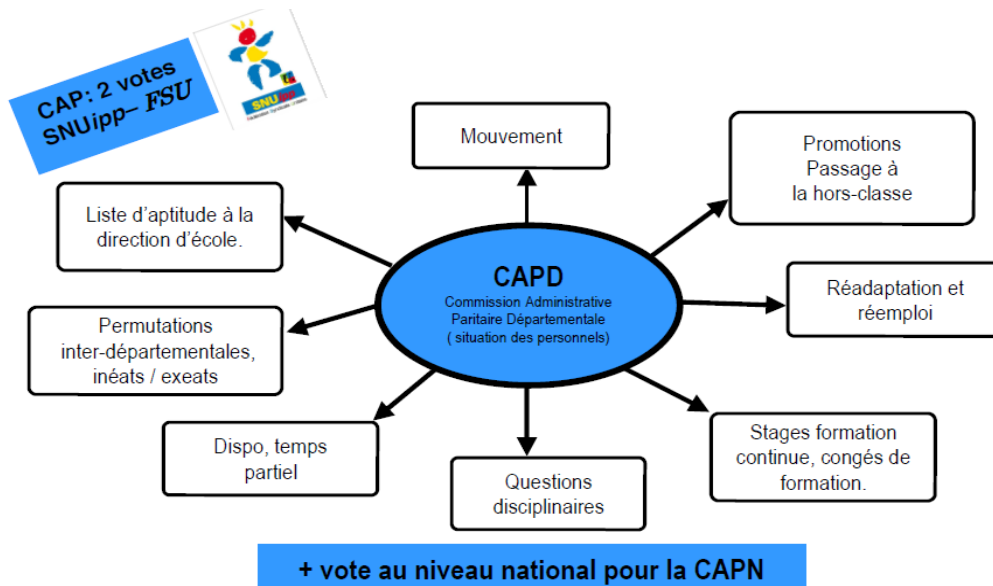 CAP: 2 votes
SNUipp– FSU
SNUipp
Mouvement
Promotions
Passage à
la hors-classe
Liste d'aptitude à la
direction d'école.
CAPD
Commission Administrative
Paritaire Départementale
( situation des personnels)
Réadaptation et
réemploi
Permutations
inter-départementales,
inéats / exeats
Dispo, temps
partiel
Questions
disciplinaires
Stages formation
continue, congés de
formation.
+ vote au niveau national pour la CAPN